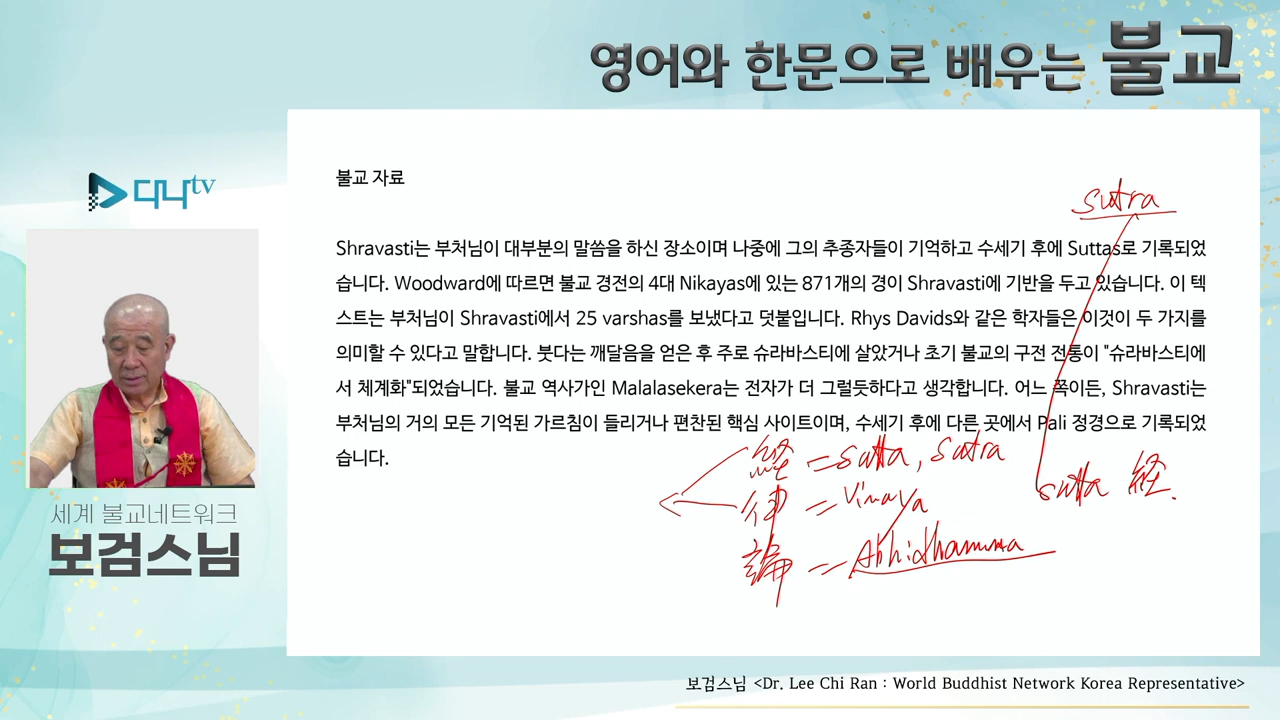 영어와 한문으로 배우는 불교
디나tv
불교 자료
sutra
Shravasti는 부처님이 대부분의 말씀을 하신 장소이며 나중에 그의 추종자들이 기억하고 수세기 후에 Suttas로 기록되었
습니다. Woodward에 따르면 불교 경전의 4대 Nikayas에 있는 871개의 경이 Shravasti에 기반을 두고 있습니다. 이 텍
스트는 부처님이 Shravasti에서 25 varshas를 보냈다고 덧붙입니다. Rhys Davids와 같은 학자들은 이것이 두 가지를
의미할 수 있다고 말합니다. 붓다는 깨달음을 얻은 후 주로 슈라바스티에 살았거나 초기 불교의 구전 전통이 "슈라바스티에
서 체계화"되었습니다. 불교 역사가인 Malalasekera는 전자가 더 그럴듯하다고 생각합니다. 어느 쪽이든, Shravasti는
부처님의 거의 모든 기억된 가르침이 들리거나 편찬된 핵심 사이트이며, 수세기 후에 다른 곳에서 Pali 정경으로 기록되었
습니다.
経 = sutta, sutra
律 = Vinaya
sutta 経.
論 = Abhidhamma
세계 불교네트워크
보검스님
보검스님 <Dr. Lee Chi Ran : World Buddhist Network Korea Representative>